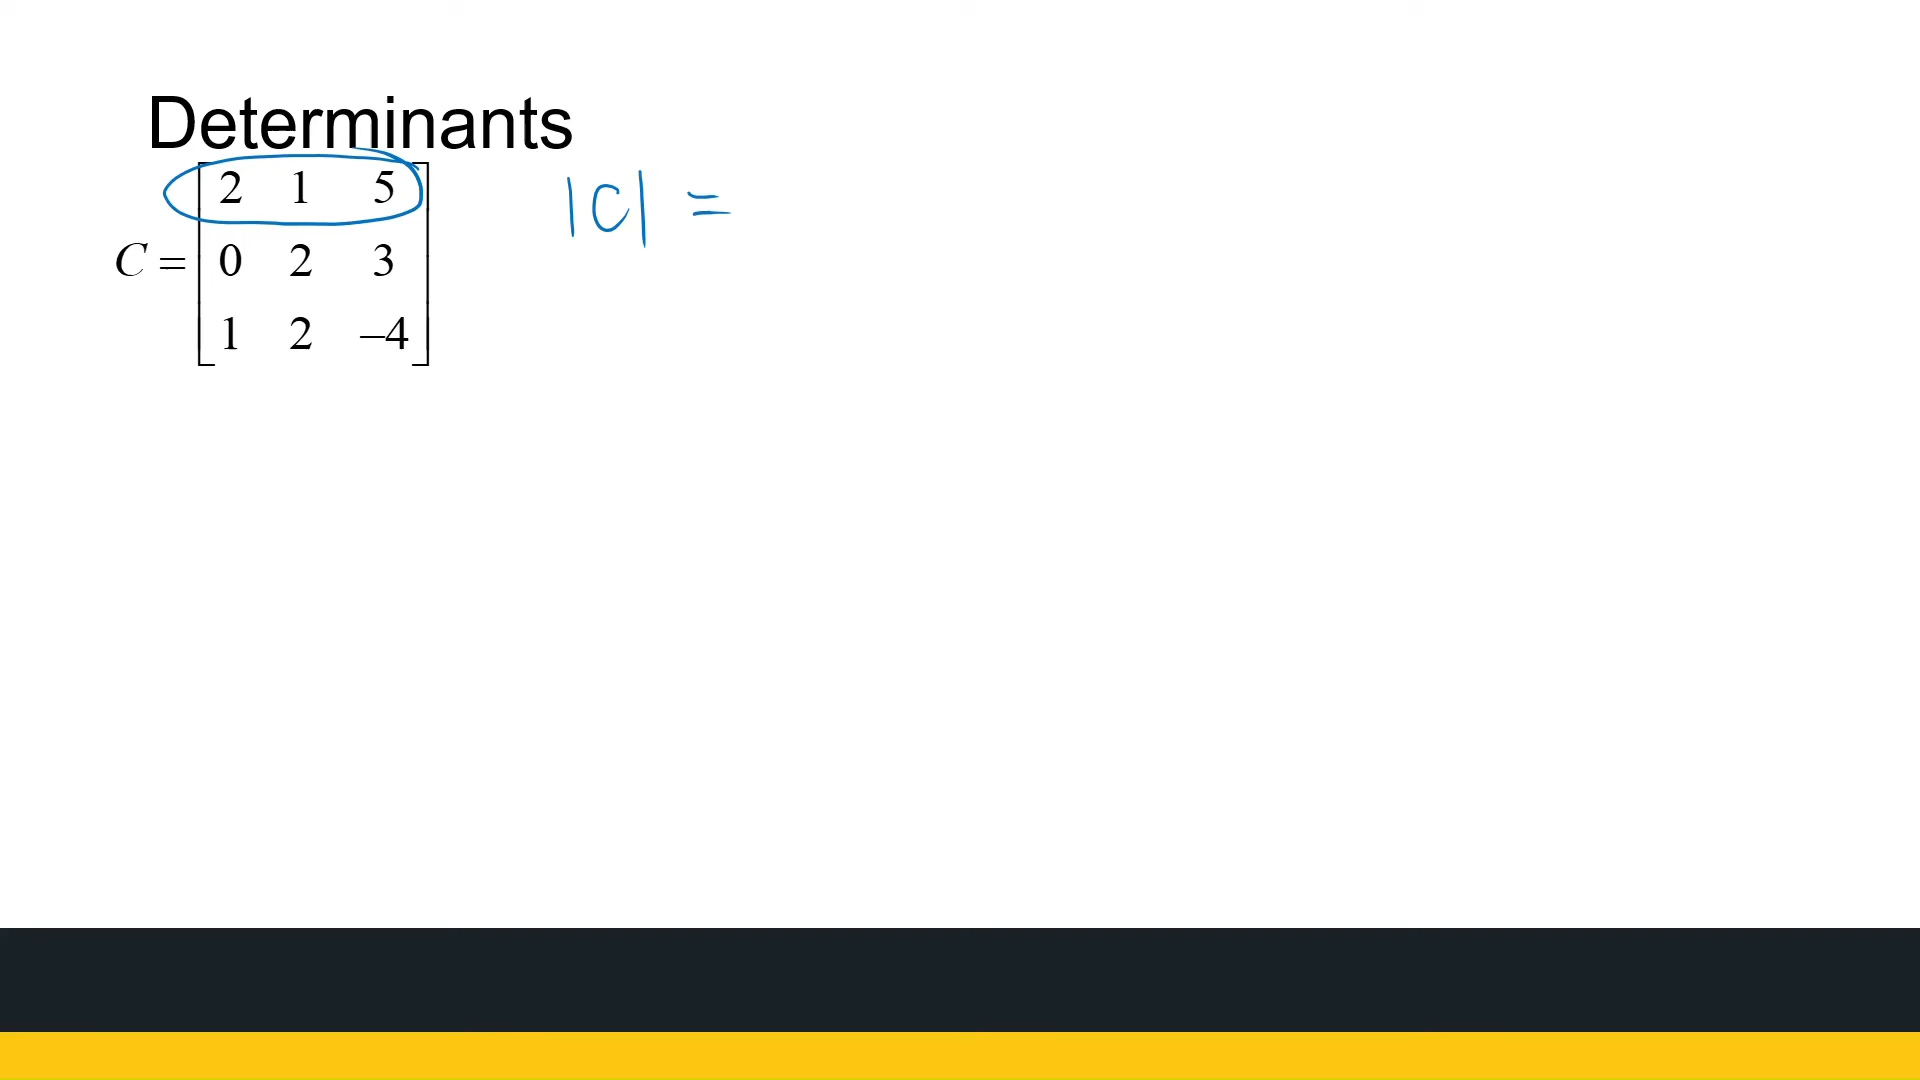 Determinants
2 1 5
|C| =
C = 0 2 3
1 2 −4